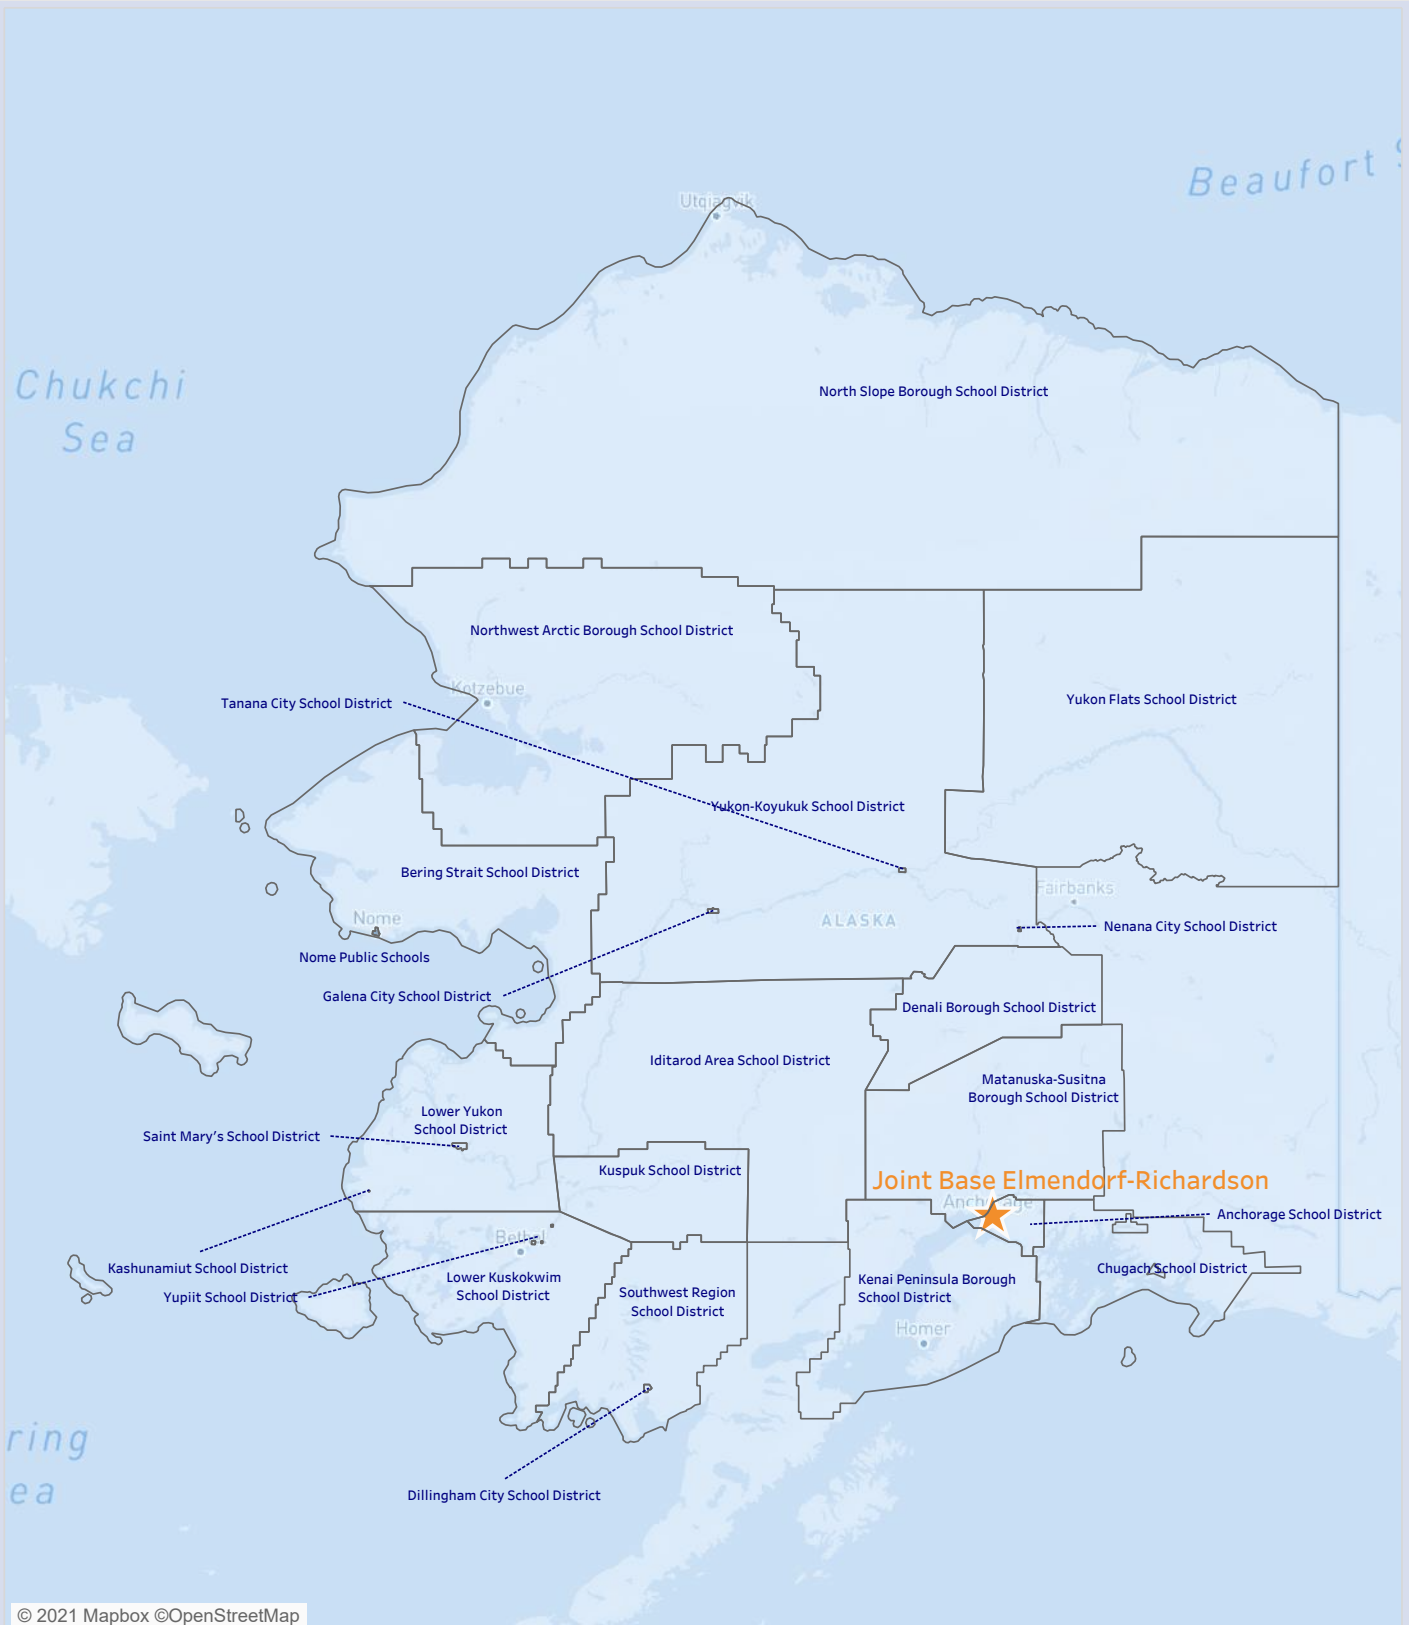 Beaufort
Utqiagvik
Chukchi
Sea
North Slope Borough School District
Northwest Arctic Borough School District
Kotzebue
Tanana City School District
Yukon Flats School District
Yukon-Koyukuk School District
Bering Strait School District
Fairbanks
Nome
ALASKA
Nenana City School District
Nome Public Schools
Galena City School District
Denali Borough School District
Iditarod Area School District
Matanuska-Susitna
Borough School District
Lower Yukon
School District
Saint Mary’s School District
Kuspuk School District
Joint Base Elmendorf-Richardson
Anchorage
Anchorage School District
Bethel
Kashunamiut School District
Chugach School District
Yupiit School District
Lower Kuskokwim
School District
Kenai Peninsula Borough
School District
Southwest Region
School District
Homer
ring
ea
Dillingham City School District
© 2021 Mapbox ©OpenStreetMap